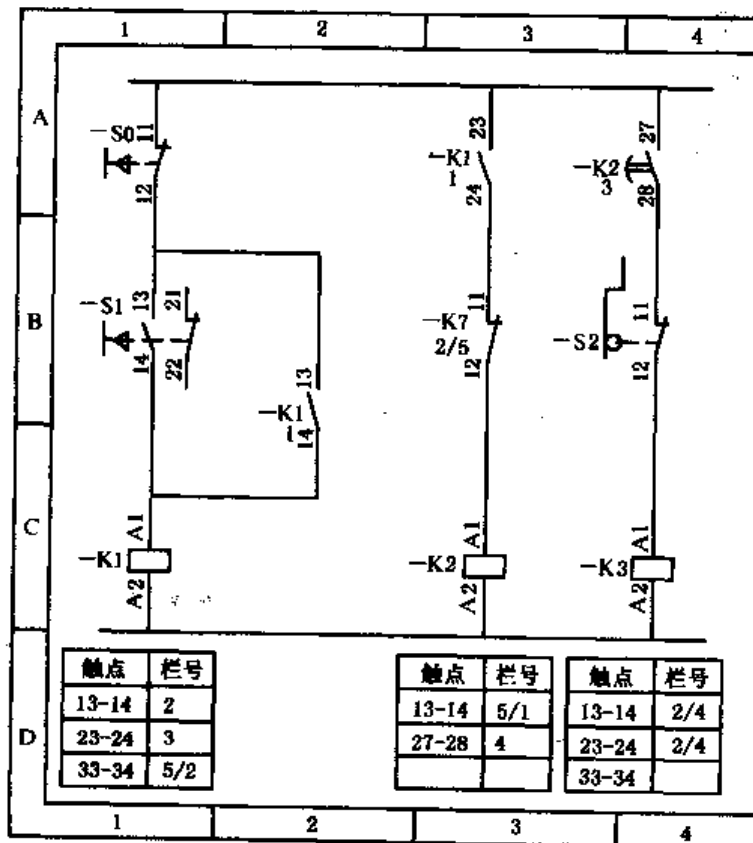 1 2 3 4
A
-S0 11 12
-K1 1 23 24
-K2 3 27 28
B
-S1 13 14 21 22
-K1 1 13 14
-K7 2/5 11 12
-S2 11 12
C
-K1 A1 A2
-K2 A1 A2
-K3 A1 A2
D
触点 栏号
13-14 2
23-24 3
33-34 5/2
触点 栏号
13-14 5/1
27-28 4
触点 栏号
13-14 2/4
23-24 2/4
33-34
1 2 3 4